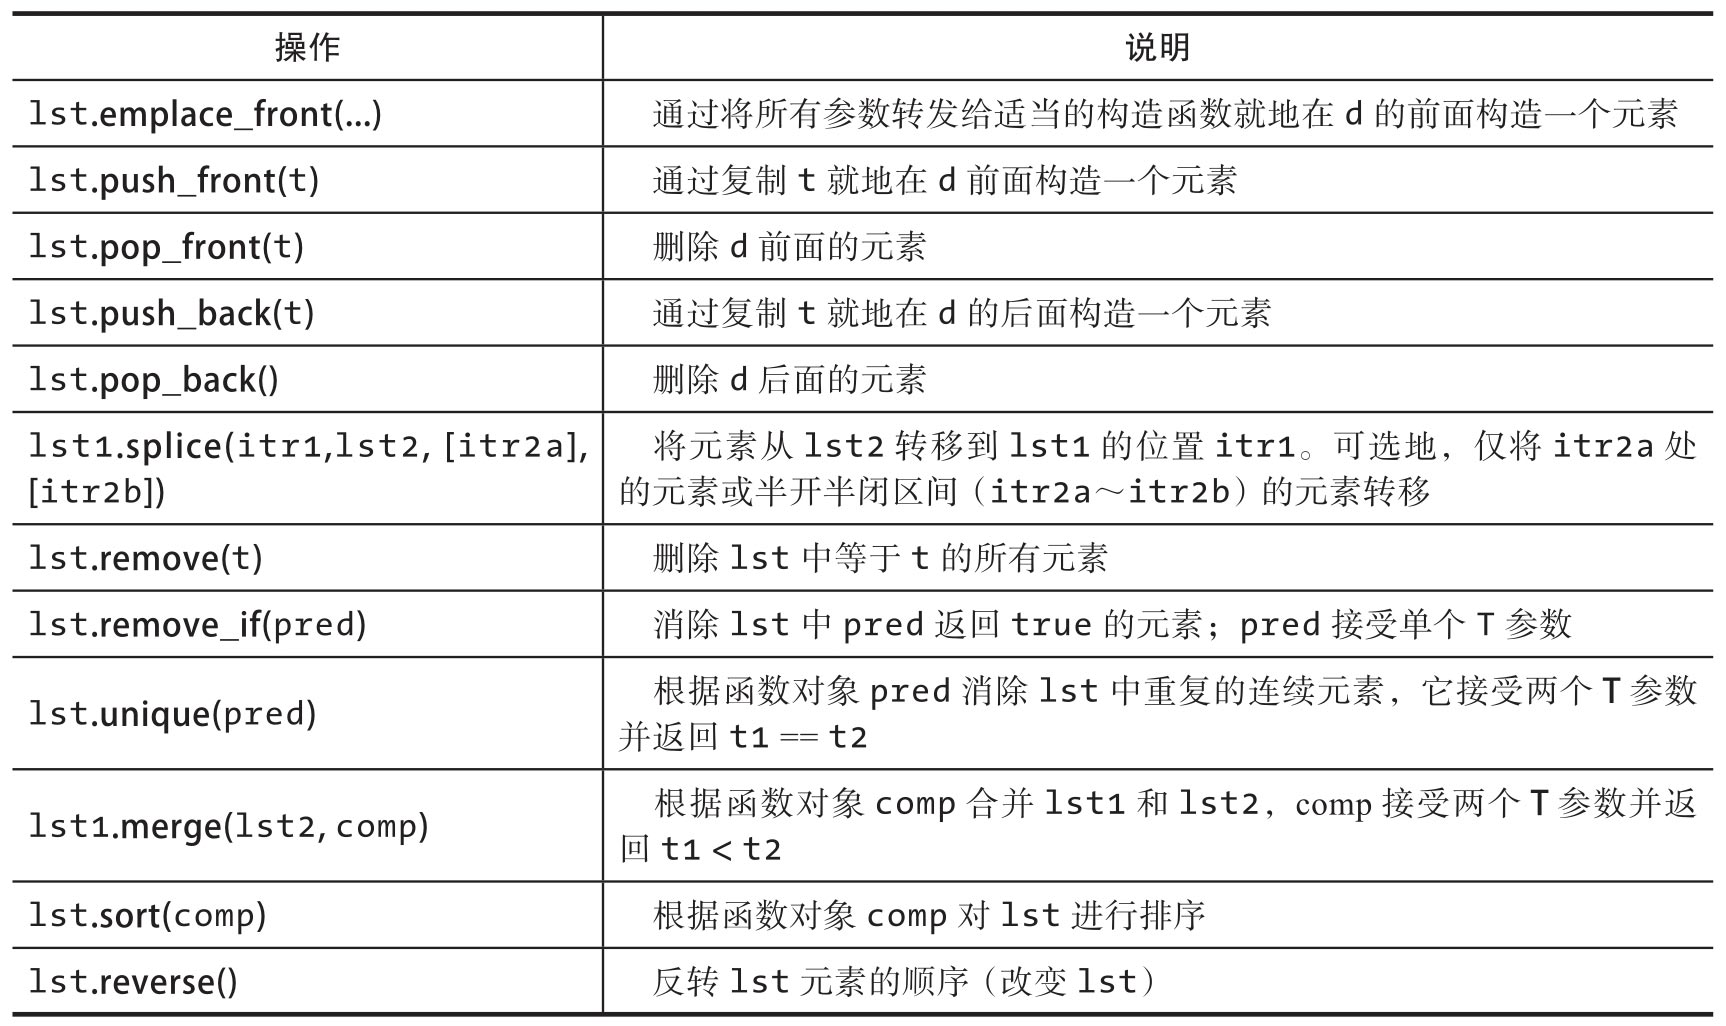 操作 说明
lst.emplace_front(...) 通过将所有参数转发给适当的构造函数就地在 d 的前面构造一个元素
lst.push_front(t) 通过复制 t 就地在 d 前面构造一个元素
lst.pop_front(t) 删除 d 前面的元素
lst.push_back(t) 通过复制 t 就地在 d 的后面构造一个元素
lst.pop_back() 删除 d 后面的元素
lst1.splice(itr1,lst2, [itr2a],
[itr2b])
将元素从 lst2 转移到 lst1 的位置 itr1。可选地，仅将 itr2a 处
的元素或半开半闭区间（itr2a～itr2b）的元素转移
lst.remove(t) 删除 lst 中等于 t 的所有元素
lst.remove_if(pred) 消除 lst 中 pred 返回 true 的元素；pred 接受单个 T 参数
lst.unique(pred)
根据函数对象 pred 消除 lst 中重复的连续元素，它接受两个 T 参数
并返回 t1 == t2
lst1.merge(lst2, comp)
根据函数对象 comp 合并 lst1 和 lst2，comp 接受两个 T 参数并返
回 t1 < t2
lst.sort(comp) 根据函数对象 comp 对 lst 进行排序
lst.reverse() 反转 lst 元素的顺序（改变 lst）